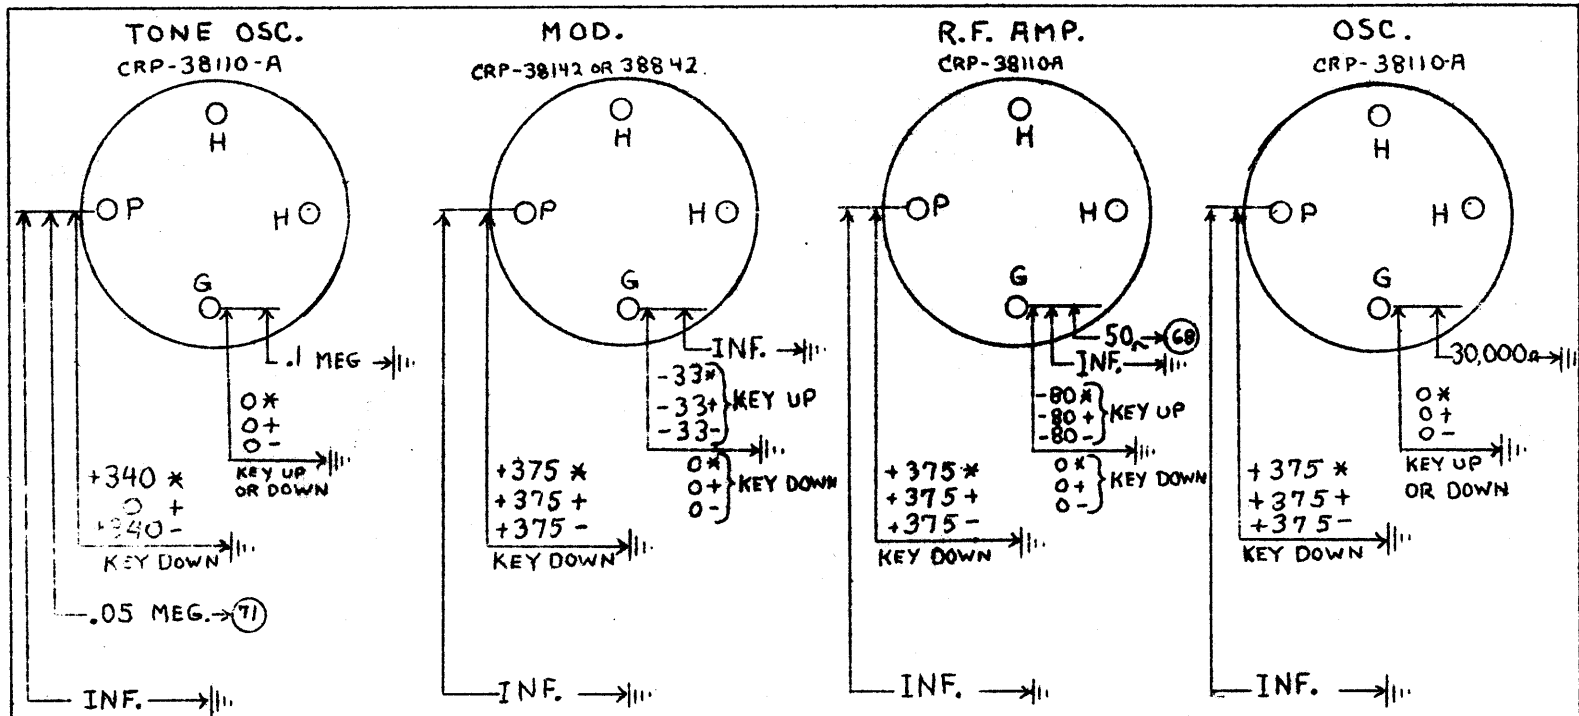 TONE OSC.
CRP-38110-A
H
P
H
G
.1 MEG
0 *
0 +
0 -
KEY UP
OR DOWN
+340 *
0 +
+340 -
KEY DOWN
.05 MEG. 71
INF.
MOD.
CRP-38142 OR 38842.
H
P
H
G
INF.
-33*
-33+
-33-
KEY UP
0*
0+
0-
KEY DOWN
+375 *
+375 +
+375 -
KEY DOWN
INF.
R.F. AMP.
CRP-38110A
H
P
H
G
50~ 68
INF.
-80*
-80+
-80-
KEY UP
0*
0+
0-
KEY DOWN
+375*
+375+
+375-
KEY DOWN
INF.
OSC.
CRP-38110-A
H
P
H
G
30,000Ω
0 *
0 +
0 -
KEY UP
OR DOWN
+375 *
+375+
+375-
KEY DOWN
INF.